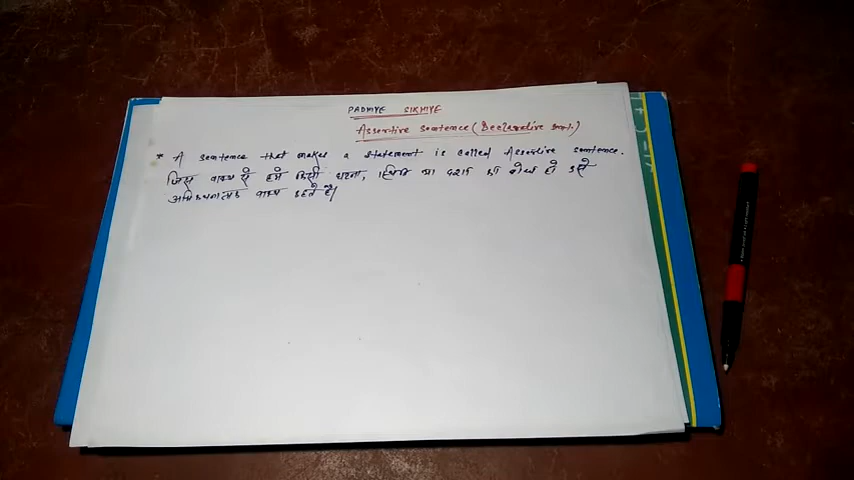 PADHIYE SIKHIYE
Assertive Sentence (Declarative Sent.)
* A sentence that makes a statement is called Assertive sentence.
जिस वाक्य से हमें किसी घटना, स्थिति या दशा का बोध हो उसे
अभिकथनात्मक वाक्य कहते हैं।